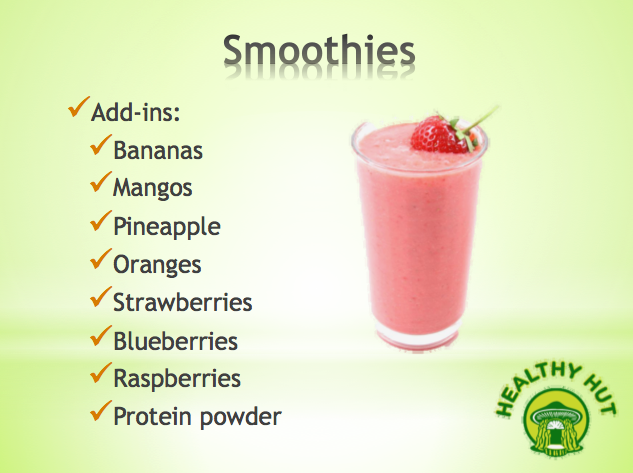 Smoothies
Add-ins:
Bananas
Mangos
Pineapple
Oranges
Strawberries
Blueberries
Raspberries
Protein powder
HEALTHY HUT